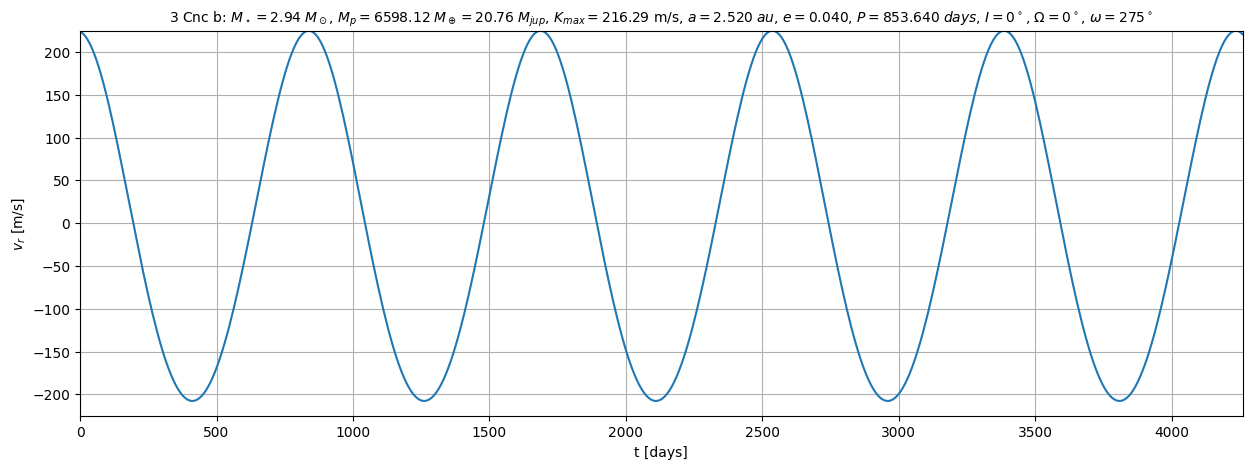 3 Cnc b: M⋆ = 2.94 M⊙, Mp = 6598.12 M⊕ = 20.76 Mjup, Kmax = 216.29 m/s, a = 2.520 au, e = 0.040, P = 853.640 days, I = 0°, Ω = 0°, ω = 275°
200
150
100
50
0
−50
−100
−150
−200
vr [m/s]
0 500 1000 1500 2000 2500 3000 3500 4000
t [days]